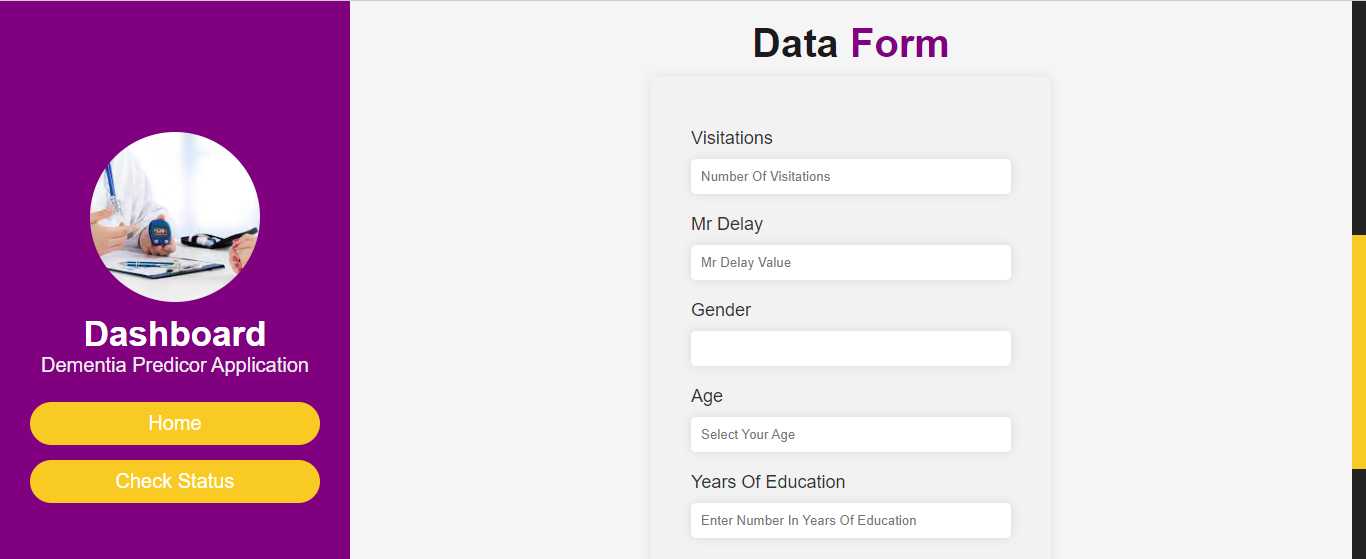 Dashboard
Dementia Predicor Application
Home
Check Status
Data Form
Visitations
Number Of Visitations
Mr Delay
Mr Delay Value
Gender
Age
Select Your Age
Years Of Education
Enter Number In Years Of Education